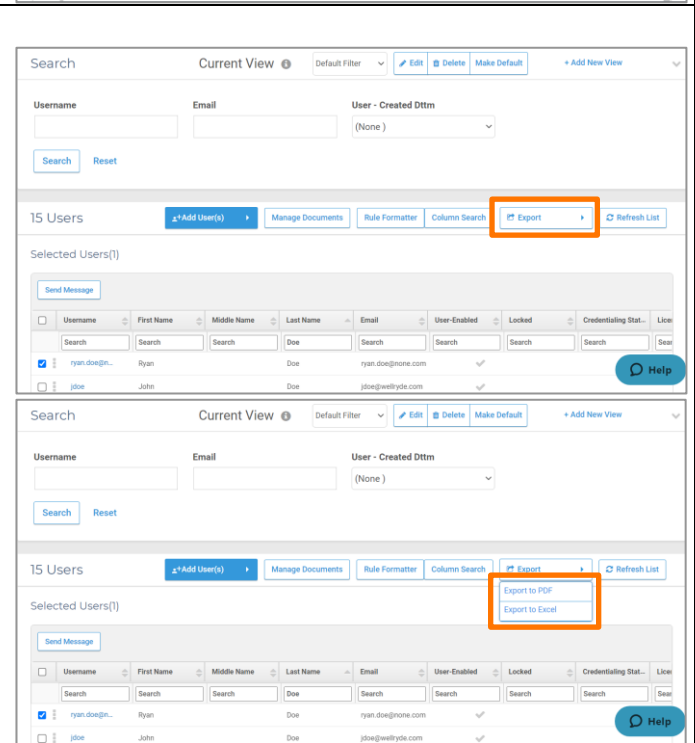 Search Current View Default Filter Edit Delete Make Default + Add New View
Username Email User - Created Dttm
(None )
Search Reset
15 Users +Add User(s) Manage Documents Rule Formatter Column Search Export Refresh List
Selected Users(1)
Send Message
Username First Name Middle Name Last Name Email User-Enabled Locked Credentialing Stat...
Search Search Search Doe Search Search Search Search
ryan.doe@n... Ryan Doe ryan.doe@none.com
Help
jdoe John Doe jdoe@wellryde.com
Search Current View Default Filter Edit Delete Make Default + Add New View
Username Email User - Created Dttm
(None )
Search Reset
15 Users +Add User(s) Manage Documents Rule Formatter Column Search Export Refresh List
Export to PDF
Selected Users(1) Export to Excel
Send Message
Username First Name Middle Name Last Name Email User-Enabled Locked Credentialing Stat...
Search Search Search Doe Search Search Search Search
ryan.doe@n... Ryan Doe ryan.doe@none.com
Help
jdoe John Doe jdoe@wellryde.com